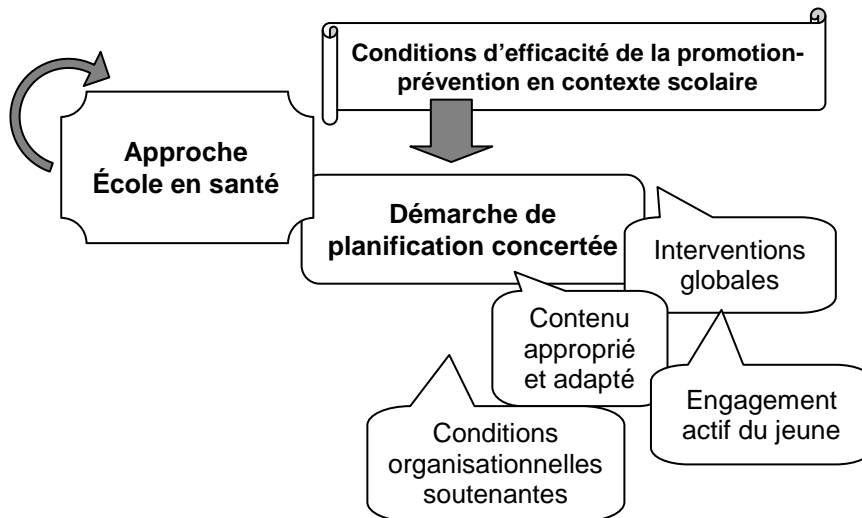 Conditions d'efficacité de la promotion-
prévention en contexte scolaire
Approche
École en santé
Démarche de
planification concertée
Interventions
globales
Contenu
approprié
et adapté
Engagement
actif du jeune
Conditions
organisationnelles
soutenantes